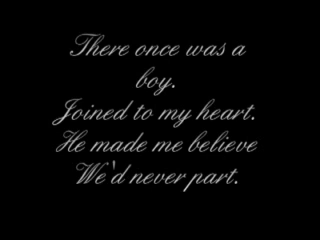 There once was a
boy.
Joined to my heart.
He made me believe
We`d never part.